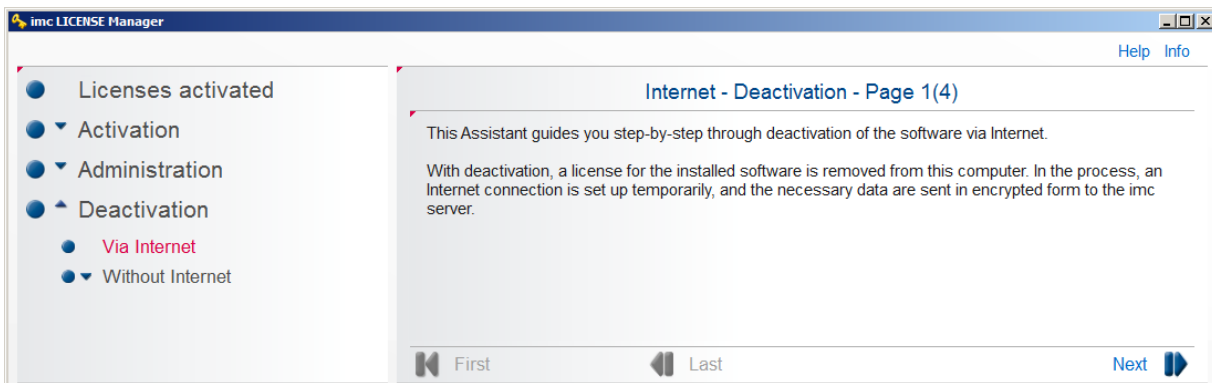 imc LICENSE Manager
Help Info
Licenses activated
Activation
Administration
Deactivation
Via Internet
Without Internet
Internet - Deactivation - Page 1(4)
This Assistant guides you step-by-step through deactivation of the software via Internet.
With deactivation, a license for the installed software is removed from this computer. In the process, an
Internet connection is set up temporarily, and the necessary data are sent in encrypted form to the imc
server.
First Last Next